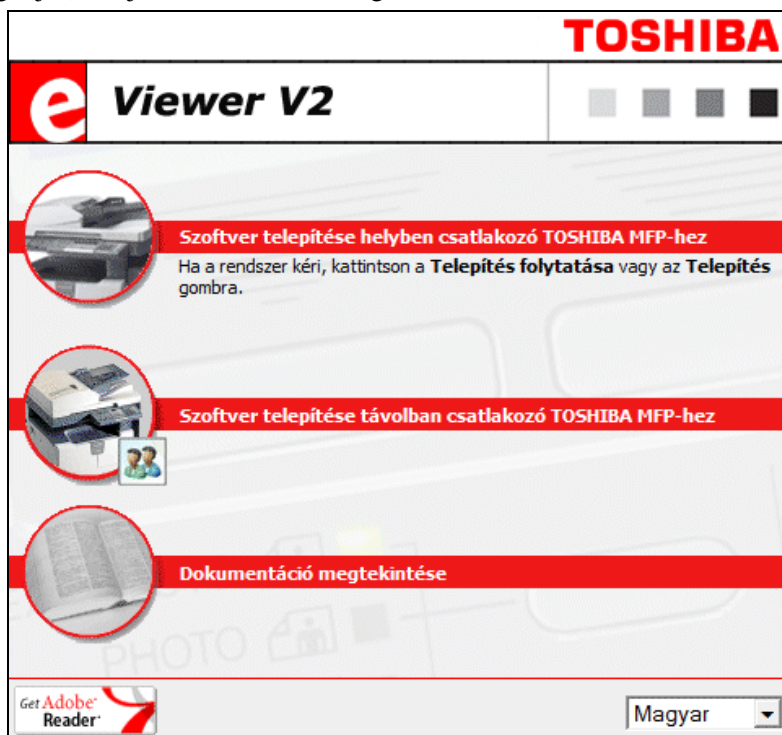 TOSHIBA
e Viewer V2
Szoftver telepítése helyben csatlakozó TOSHIBA MFP-hez
Ha a rendszer kéri, kattintson a Telepítés folytatása vagy az Telepítés
gombra.
Szoftver telepítése távolban csatlakozó TOSHIBA MFP-hez
Dokumentáció megtekintése
PHOTO
Get Adobe
Reader
Magyar